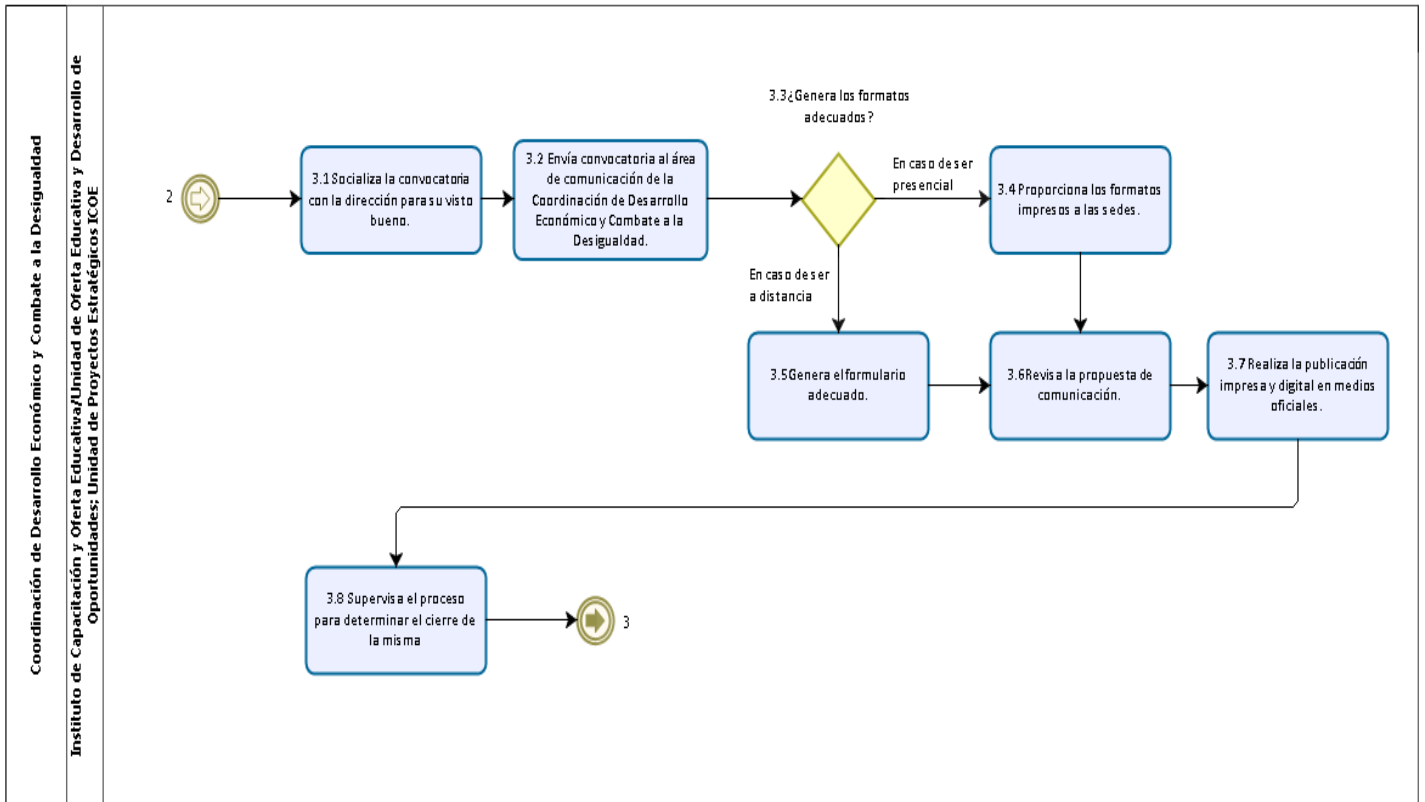 Coordinación de Desarrollo Económico y Combate a la Desigualdad
Instituto de Capacitación y Oferta Educativa/Unidad de Oferta Educativa y Desarrollo de
Oportunidades; Unidad de Proyectos Estratégicos ICOE
2
3.1 Socializa la convocatoria
con la dirección para su visto
bueno.
3.2 Envía convocatoria al área
de comunicación de la
Coordinación de Desarrollo
Económico y Combate a la
Desigualdad.
3.3 ¿Genera los formatos
adecuados?
En caso de ser
presencial
3.4 Proporciona los formatos
impresos a las sedes.
En caso de ser
a distancia
3.5 Genera el formulario
adecuado.
3.6 Revisa la propuesta de
comunicación.
3.7 Realiza la publicación
impresa y digital en medios
oficiales.
3.8 Supervisa el proceso
para determinar el cierre de
la misma
3